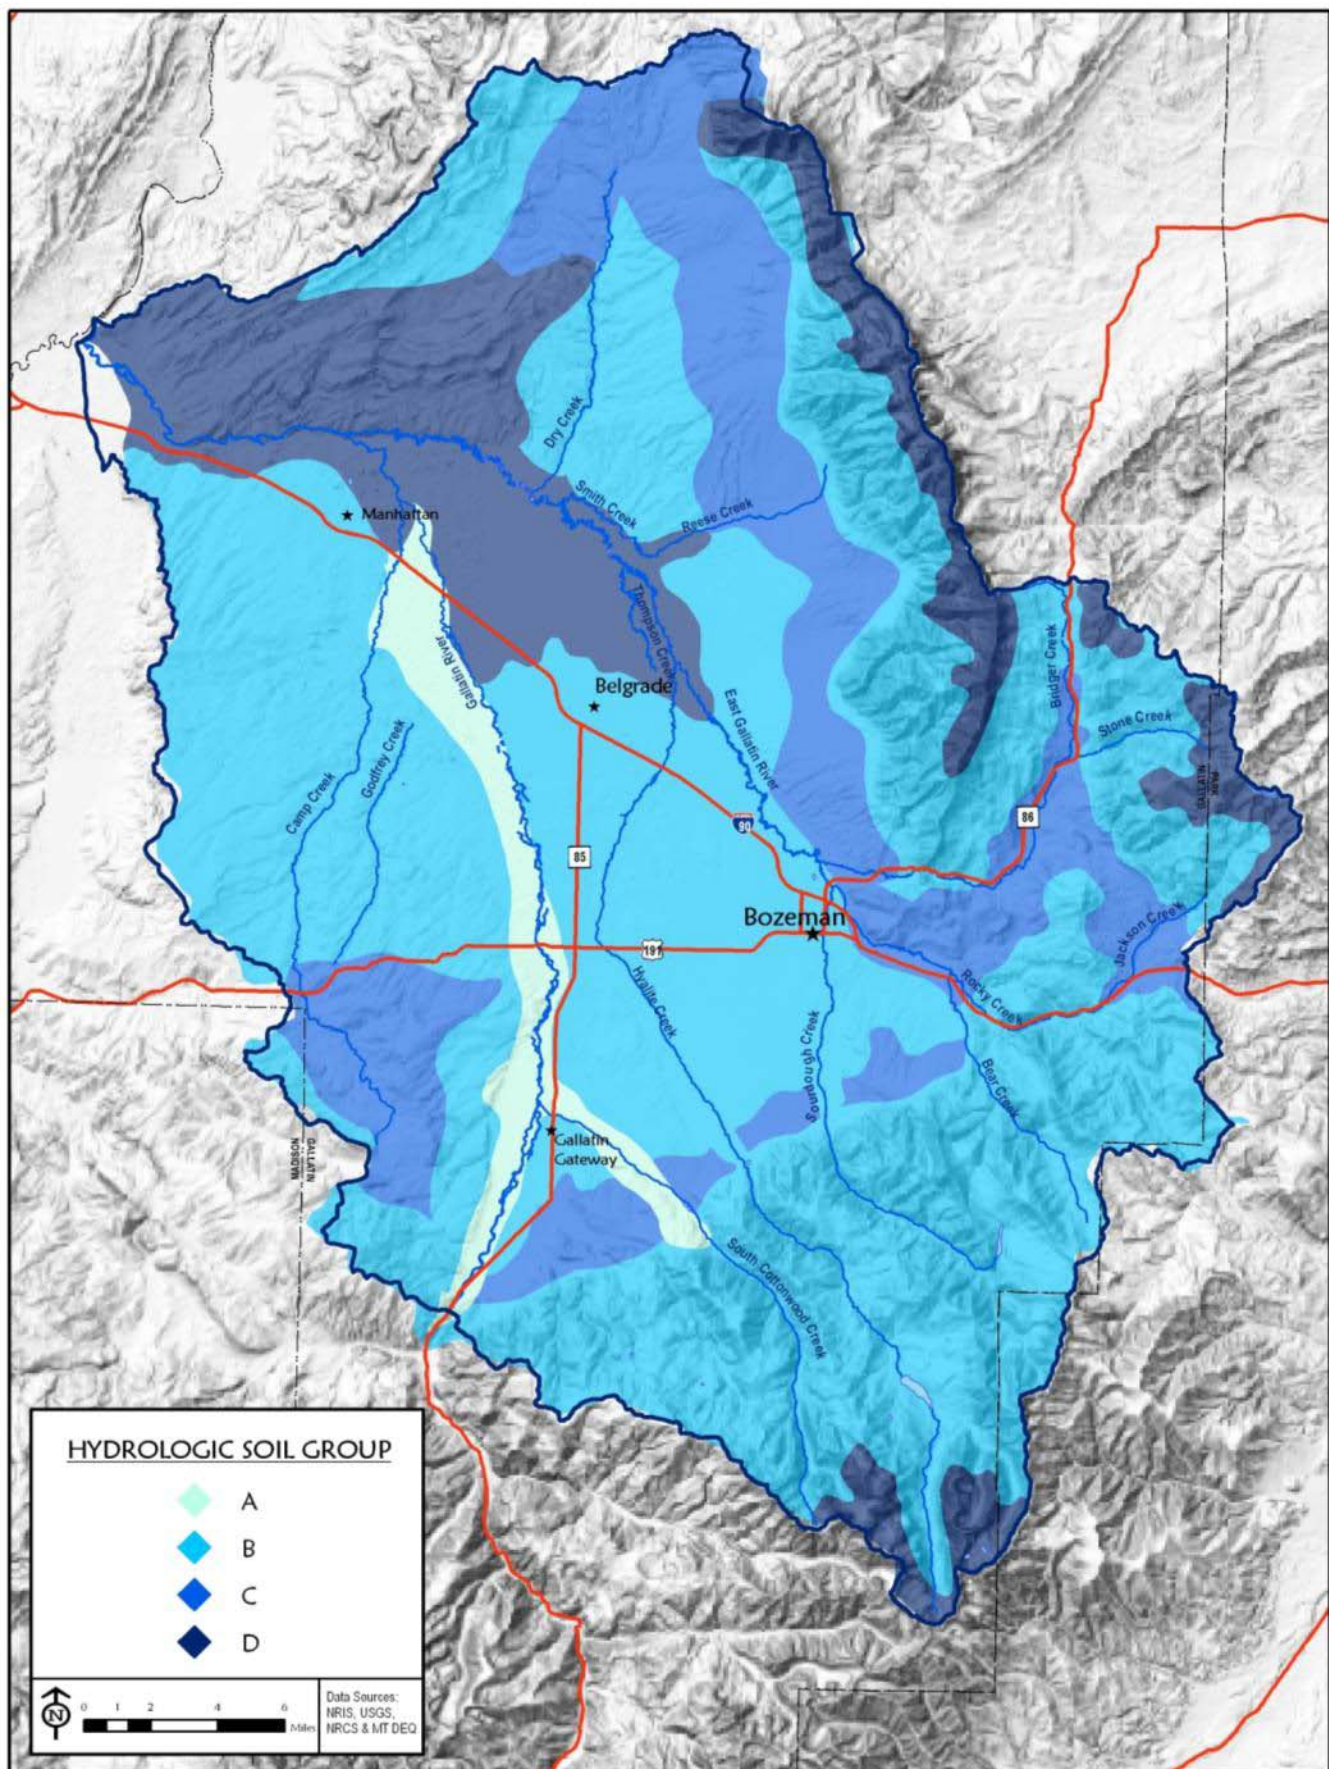 Dry Creek
Smith Creek
Reese Creek
Manhattan
Thompson Creek
Gallatin River
Belgrade
East Gallatin River
Bridger Creek
Stone Creek
GALLATIN
PARK
Camp Creek
Godfrey Creek
90
86
85
Bozeman
191
Jackson Creek
Rocky Creek
Hyalite Creek
Sourdough Creek
Bear Creek
MADISON
GALLATIN
Gallatin
Gateway
South Cottonwood Creek
HYDROLOGIC SOIL GROUP
A
B
C
D
N
0 1 2 4 6
Miles
Data Sources:
NRIS, USGS,
NRCS & MT DEQ